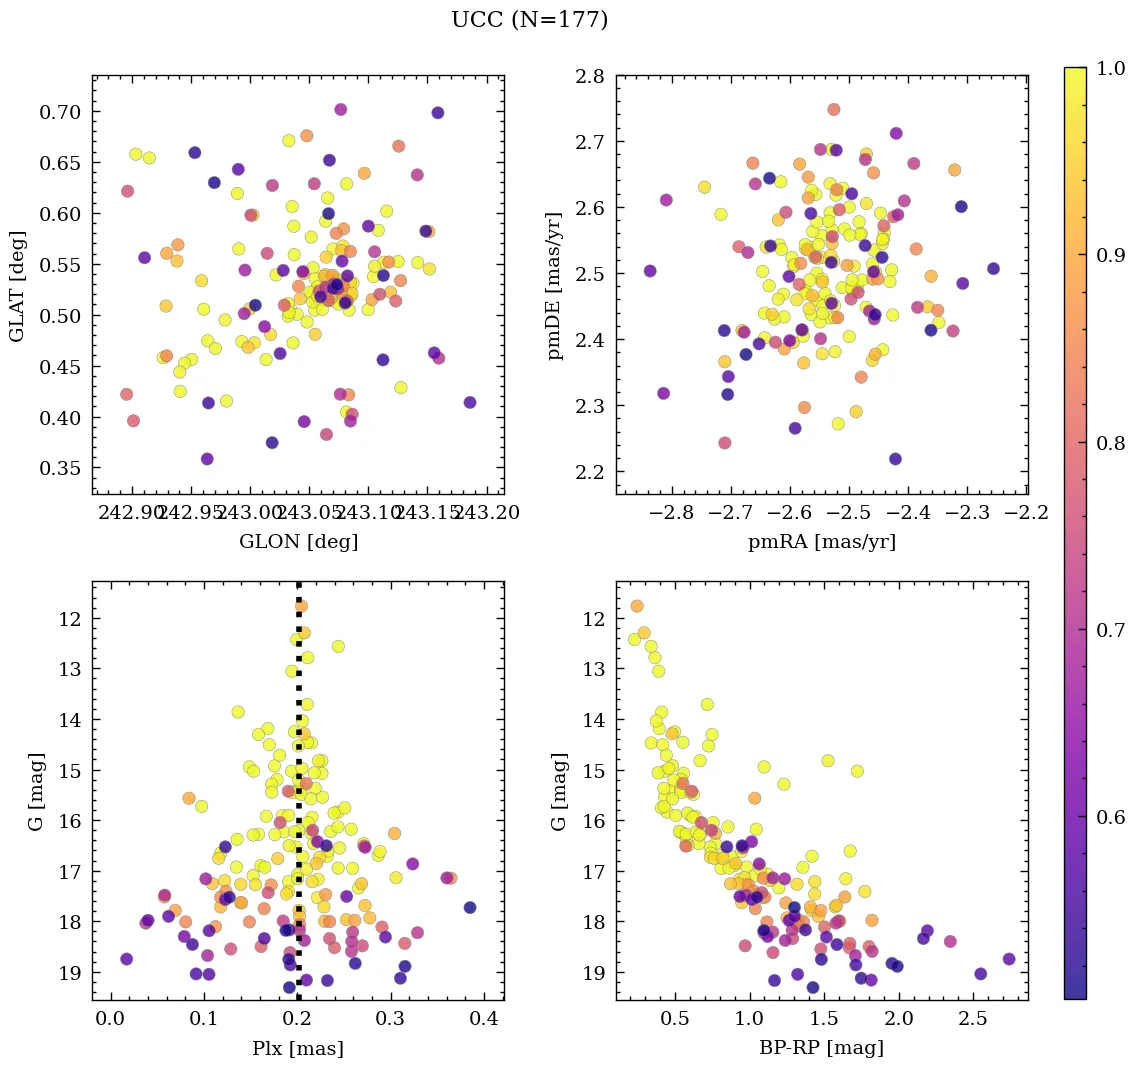 UCC (N=177)
0.70
0.65
0.60
0.55
0.50
0.45
0.40
0.35
GLAT [deg]
242.90 242.95 243.00 243.05 243.10 243.15 243.20
GLON [deg]
2.8
2.7
2.6
2.5
2.4
2.3
2.2
pmDE [mas/yr]
−2.8 −2.7 −2.6 −2.5 −2.4 −2.3 −2.2
pmRA [mas/yr]
1.0
0.9
0.8
0.7
0.6
12
13
14
15
16
17
18
19
G [mag]
0.0 0.1 0.2 0.3 0.4
Plx [mas]
12
13
14
15
16
17
18
19
G [mag]
0.5 1.0 1.5 2.0 2.5
BP-RP [mag]